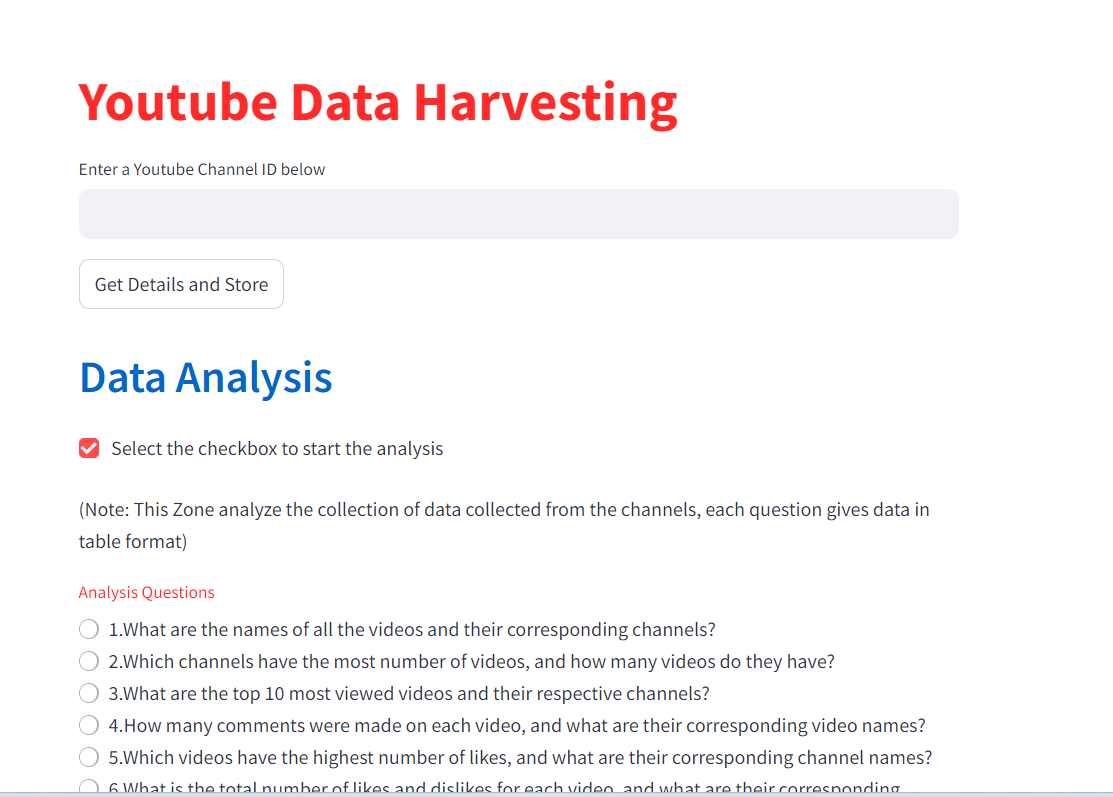 Youtube Data Harvesting
Enter a Youtube Channel ID below
Get Details and Store
Data Analysis
Select the checkbox to start the analysis
(Note: This Zone analyze the collection of data collected from the channels, each question gives data in
table format)
Analysis Questions
1.What are the names of all the videos and their corresponding channels?
2.Which channels have the most number of videos, and how many videos do they have?
3.What are the top 10 most viewed videos and their respective channels?
4.How many comments were made on each video, and what are their corresponding video names?
5.Which videos have the highest number of likes, and what are their corresponding channel names?
6.What is the total number of likes and dislikes for each video, and what are their corresponding